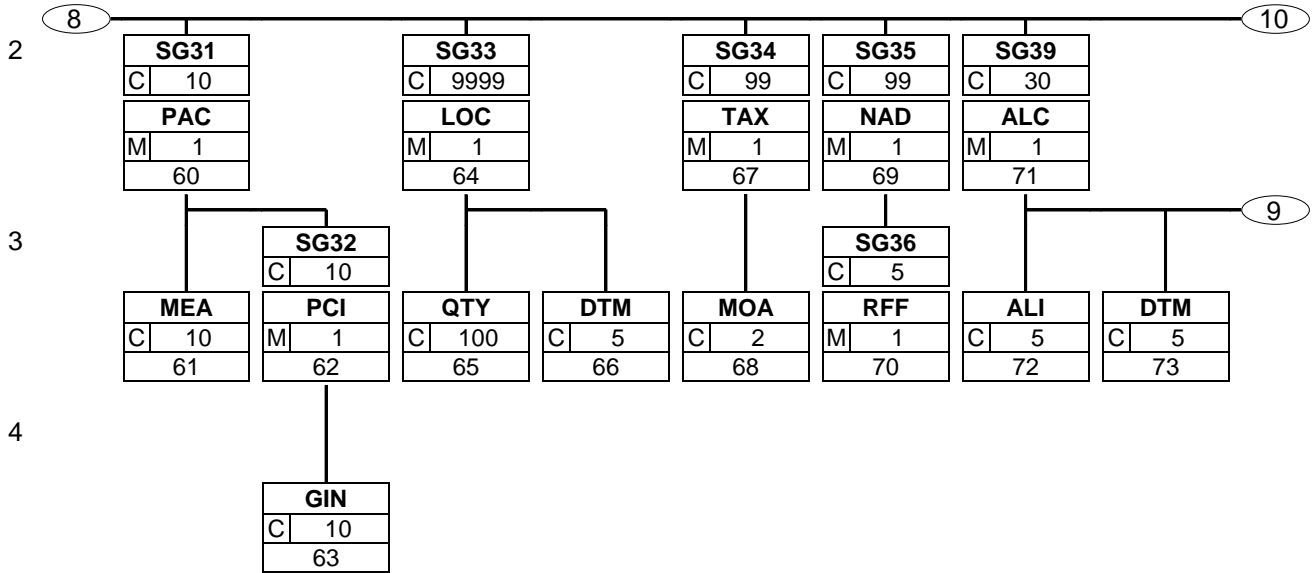 8 10
2 SG31 SG33 SG34 SG35 SG39
C 10 C 9999 C 99 C 99 C 30
PAC LOC TAX NAD ALC
M 1 M 1 M 1 M 1 M 1
60 64 67 69 71
9
3 SG32 SG36
C 10 C 5
MEA PCI QTY DTM MOA RFF ALI DTM
C 10 M 1 C 100 C 5 C 2 M 1 C 5 C 5
61 62 65 66 68 70 72 73
4
GIN
C 10
63